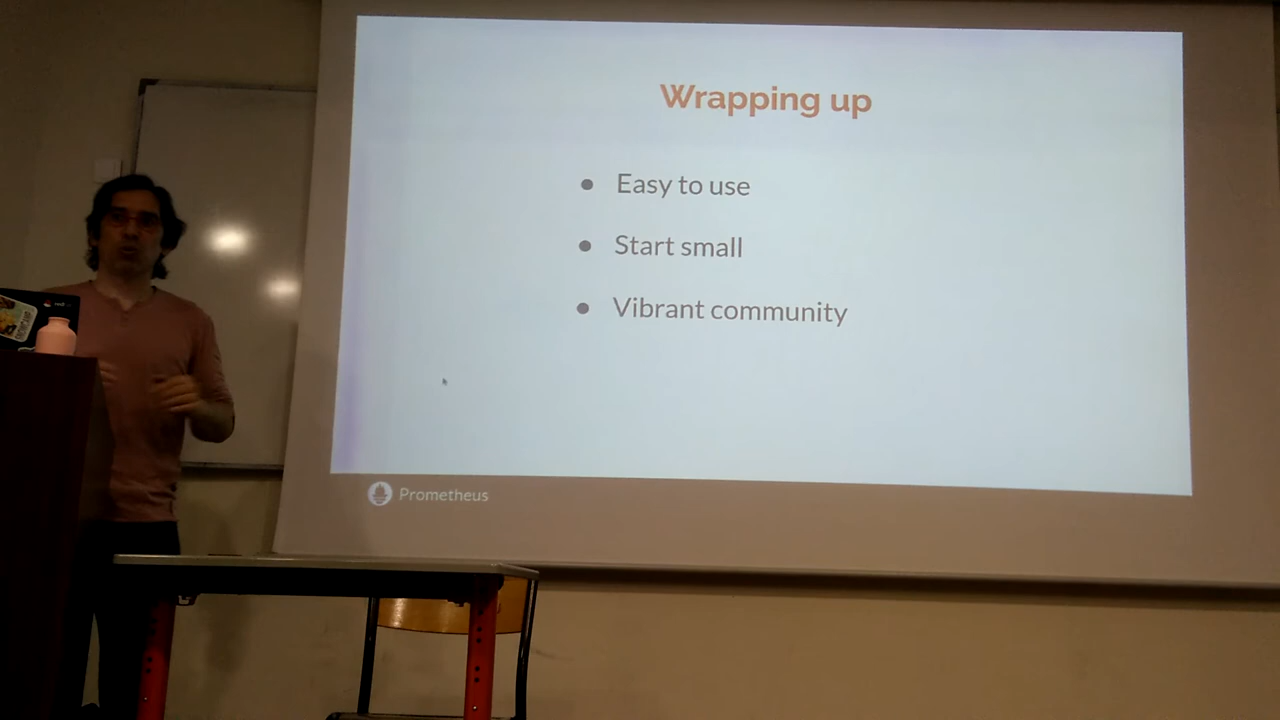 Wrapping up
Easy to use
Start small
Vibrant community
Prometheus